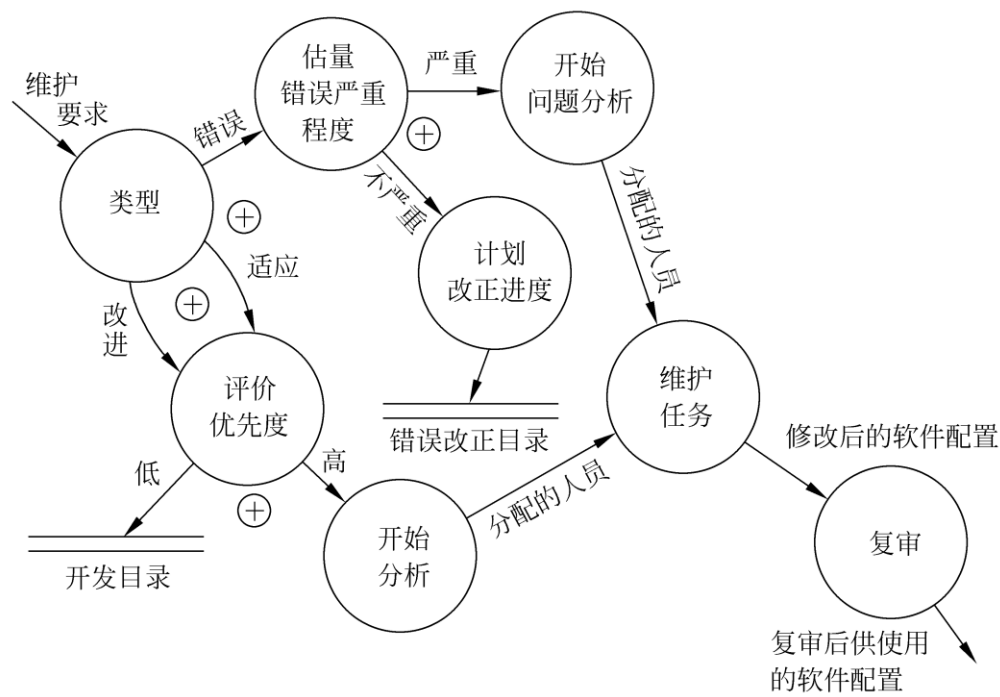 维护
要求
类型
错误
估量
错误严重
程度
严重
开始
问题分析
不严重
计划
改正进度
错误改正目录
适应
改
进
评价
优先度
低
开发目录
高
开始
分析
分配的人员
分配的人员
维护
任务
修改后的软件配置
复审
复审后供使用
的软件配置